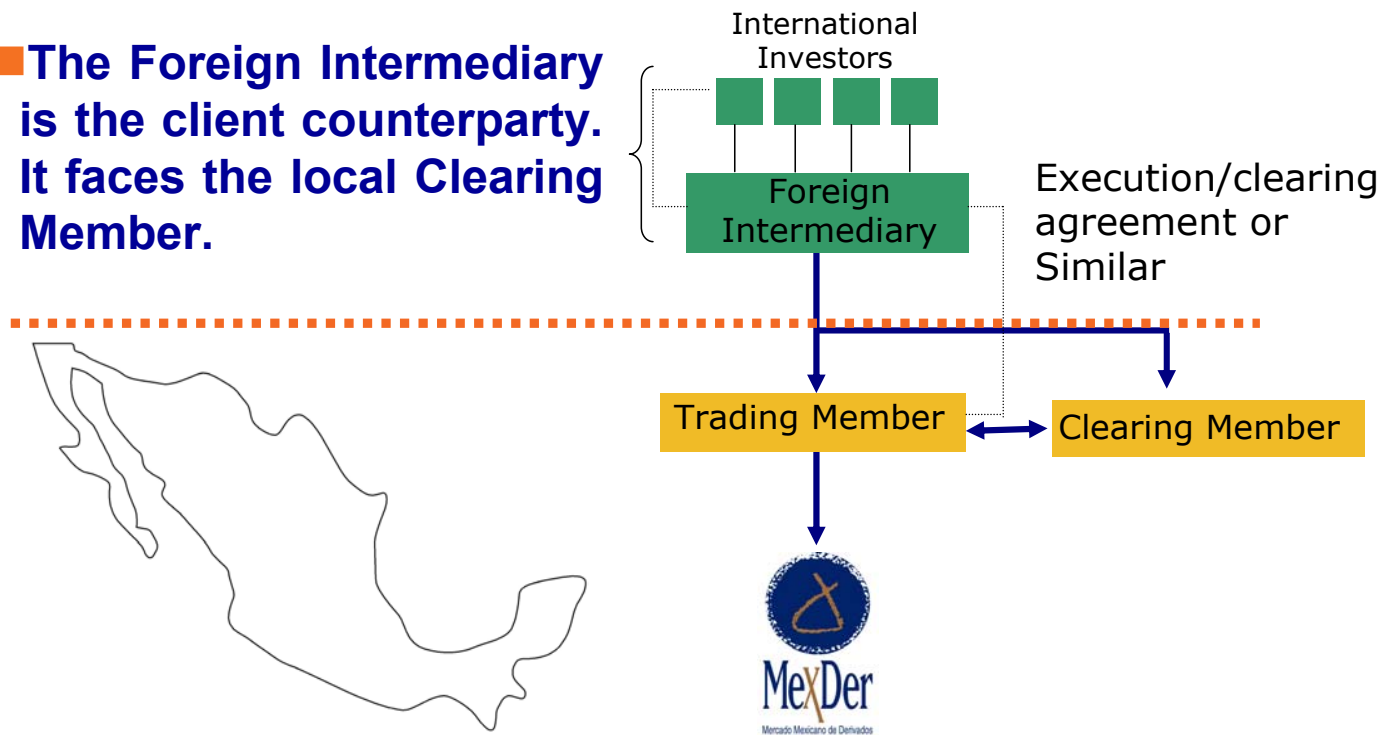 The Foreign Intermediary
is the client counterparty.
It faces the local Clearing
Member.
International
Investors
Foreign
Intermediary
Execution/clearing
agreement or
Similar
Trading Member
Clearing Member
MexDer
Mercado Mexicano de Derivados